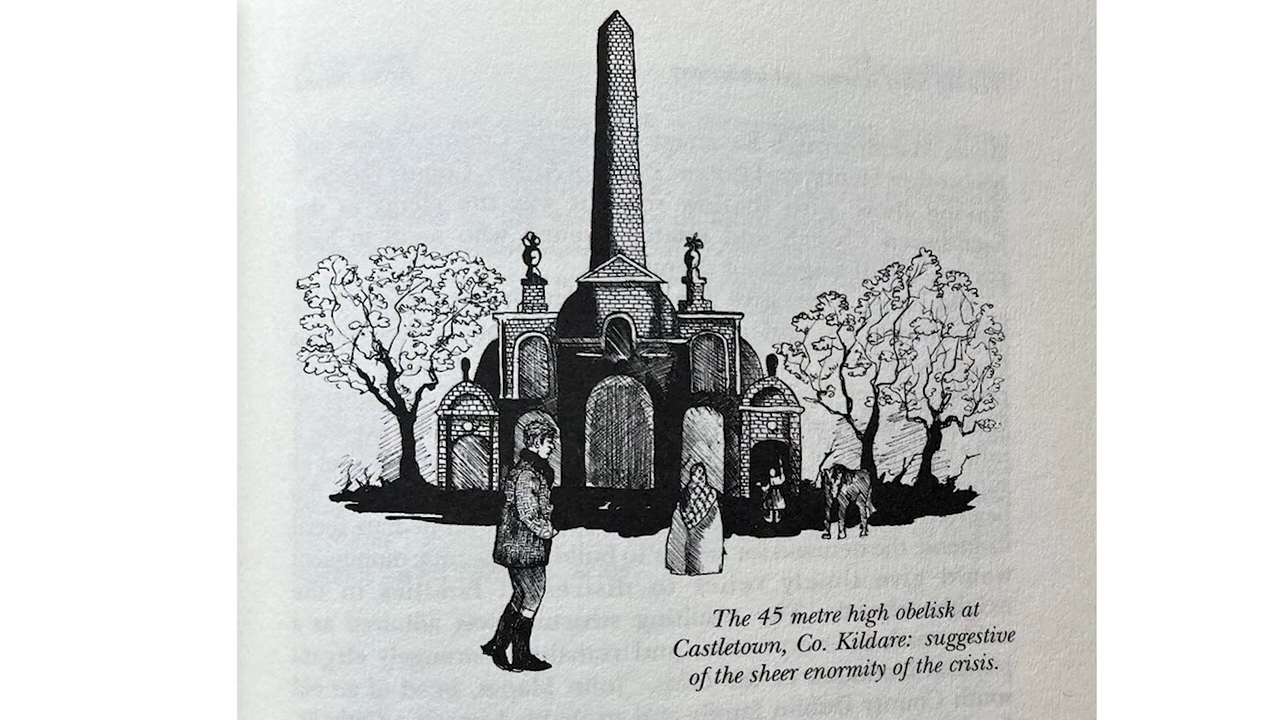 The 45 metre high obelisk at
Castletown, Co. Kildare: suggestive
of the sheer enormity of the crisis.